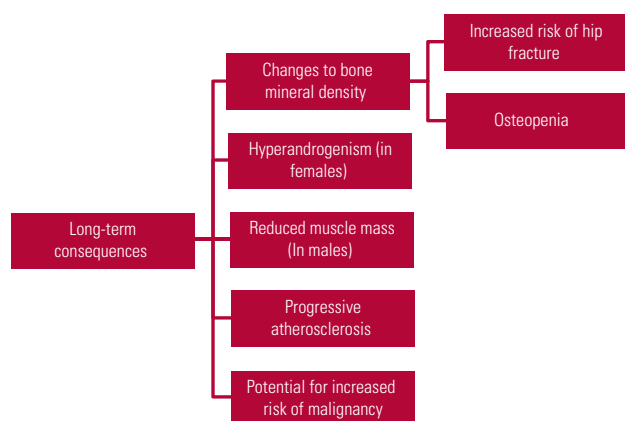 Increased risk of hip
fracture
Changes to bone
mineral density
Osteopenia
Hyperandrogenism (in
females)
Long-term
consequences
Reduced muscle mass
(In males)
Progressive
atherosclerosis
Potential for increased
risk of malignancy